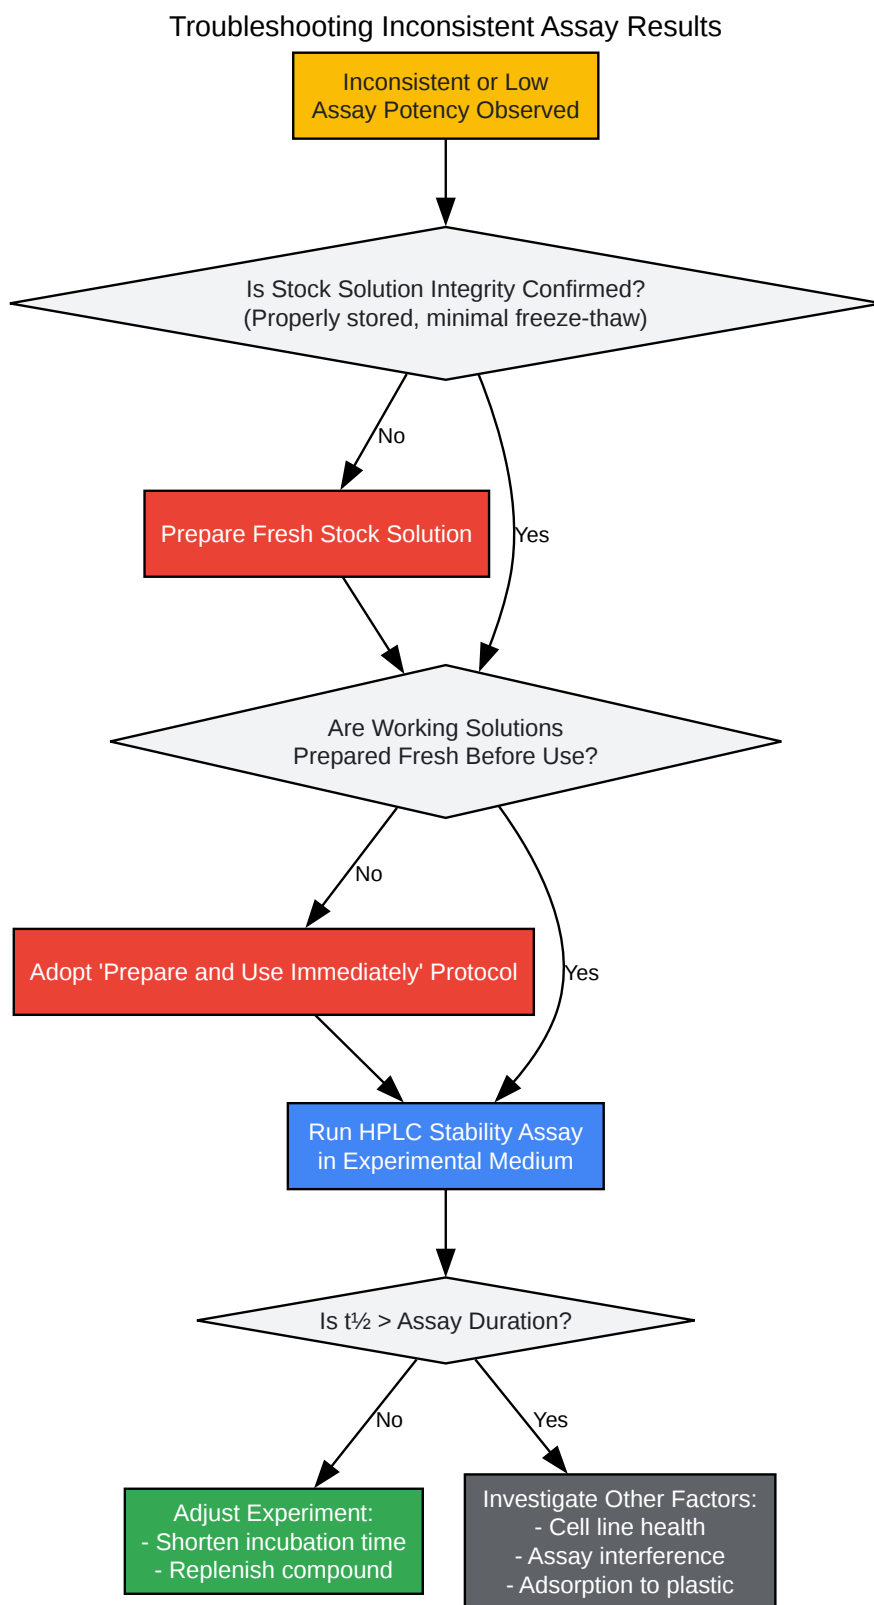 Troubleshooting Inconsistent Assay Results
Inconsistent or Low
Assay Potency Observed
Is Stock Solution Integrity Confirmed?
(Properly stored, minimal freeze-thaw)
No
Prepare Fresh Stock Solution
Yes
Are Working Solutions
Prepared Fresh Before Use?
No
Adopt 'Prepare and Use Immediately' Protocol
Yes
Run HPLC Stability Assay
in Experimental Medium
Is t½ > Assay Duration?
No
Yes
Adjust Experiment:
- Shorten incubation time
- Replenish compound
Investigate Other Factors:
- Cell line health
- Assay interference
- Adsorption to plastic